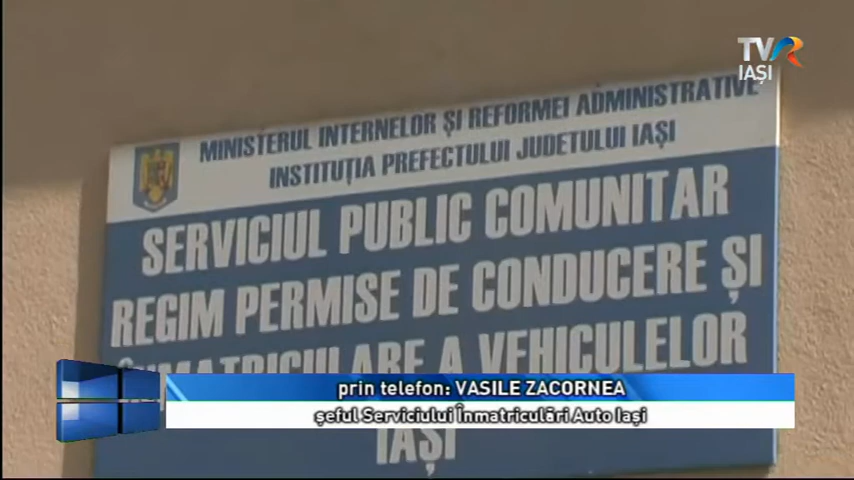 TVR
IAȘI
MINISTERUL INTERNELOR ȘI REFORMEI ADMINISTRATIVE
INSTITUȚIA PREFECTULUI JUDEȚULUI IAȘI
SERVICIUL PUBLIC COMUNITAR
REGIM PERMISE DE CONDUCERE ȘI
ÎNMATRICULARE A VEHICULELOR
IAȘI
prin telefon: VASILE ZACORNEA
șeful Serviciului Înmatriculări Auto Iași